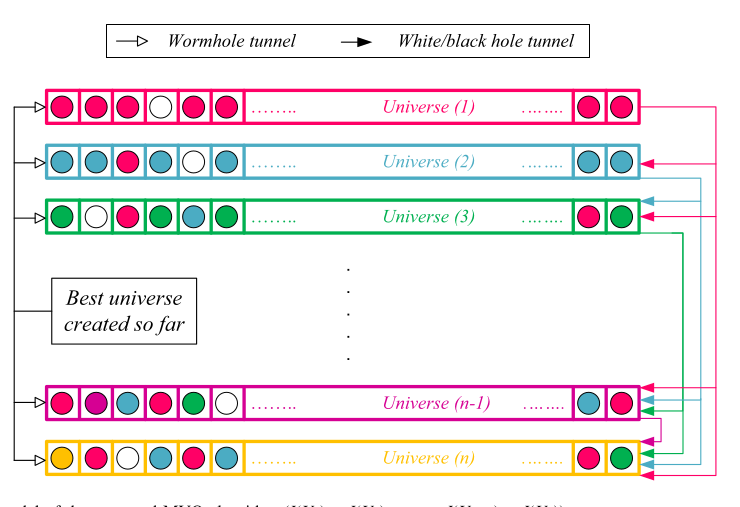 Wormhole tunnel
White/black hole tunnel
........ Universe (1) ........
........ Universe (2) ........
........ Universe (3) ........
Best universe
created so far
........ Universe (n-1) ........
........ Universe (n) ........